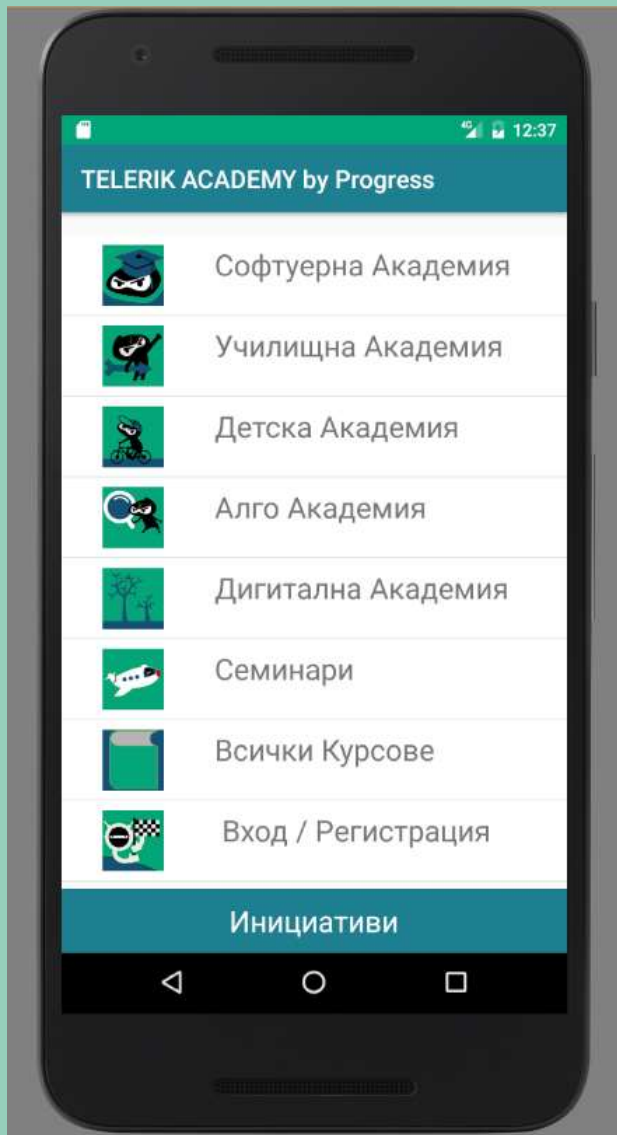 4G 12:37
TELERIK ACADEMY by Progress
Софтуерна Академия
Училищна Академия
Детска Академия
Алго Академия
Дигитална Академия
Семинари
Всички Курсове
Вход / Регистрация
Инициативи